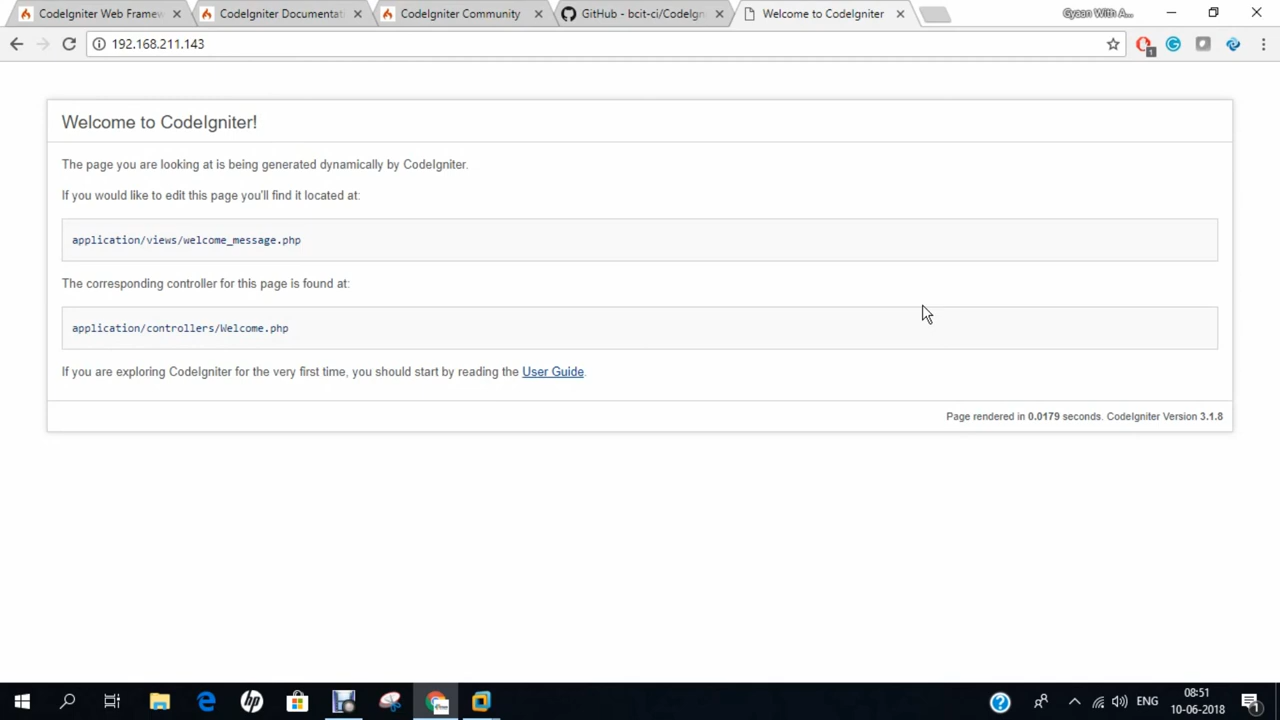 CodeIgniter Web Framew
CodeIgniter Documentati
CodeIgniter Community
GitHub - bcit-ci/CodeIgn
Welcome to CodeIgniter
Gyaan With A...
192.168.211.143
1
Welcome to CodeIgniter!
The page you are looking at is being generated dynamically by CodeIgniter.
If you would like to edit this page you'll find it located at:
application/views/welcome_message.php
The corresponding controller for this page is found at:
application/controllers/Welcome.php
If you are exploring CodeIgniter for the very first time, you should start by reading the User Guide.
Page rendered in 0.0179 seconds. CodeIgniter Version 3.1.8
hp
ENG
08:51
10-06-2018
1